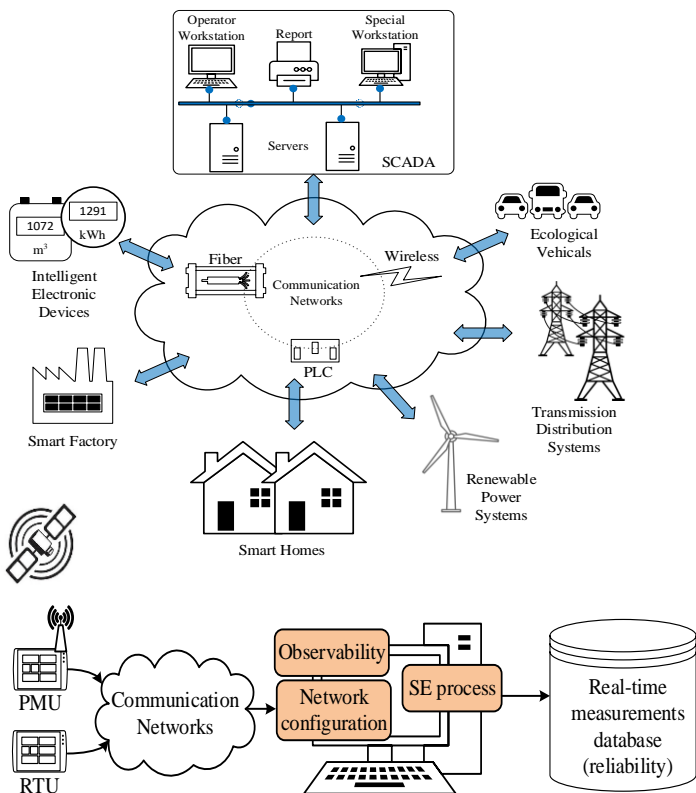 Operator
Workstation
Report
Special
Workstation
Servers
SCADA
1291
kWh
1072
m³
Intelligent
Electronic
Devices
Fiber
Communication
Networks
Wireless
PLC
Ecological
Vehicals
Transmission
Distribution
Systems
Smart Factory
Smart Homes
Renewable
Power
Systems
PMU
RTU
Communication
Networks
Observability
Network
configuration
SE process
Real-time
measurements
database
(reliability)